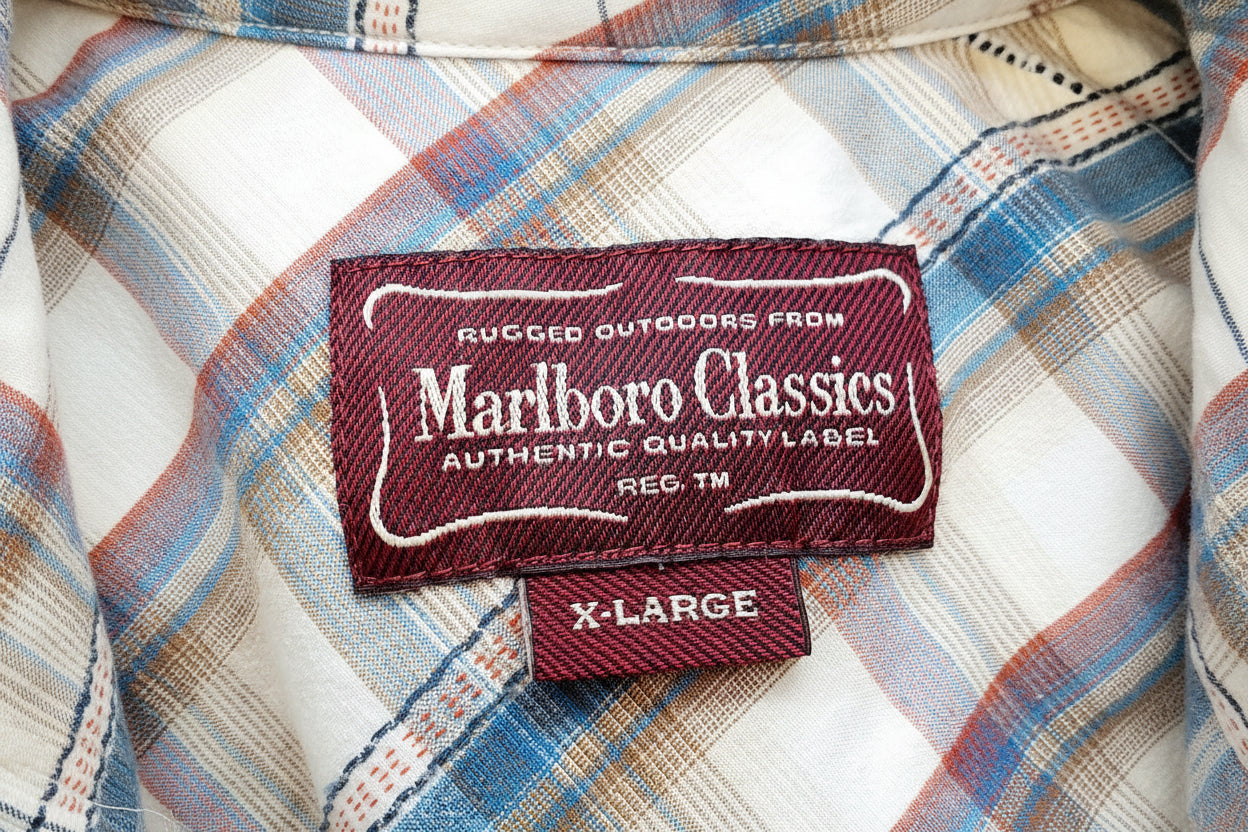 RUGGED OUTDOORS FROM
Marlboro Classics
AUTHENTIC QUALITY LABEL
REG. TM
X-LARGE